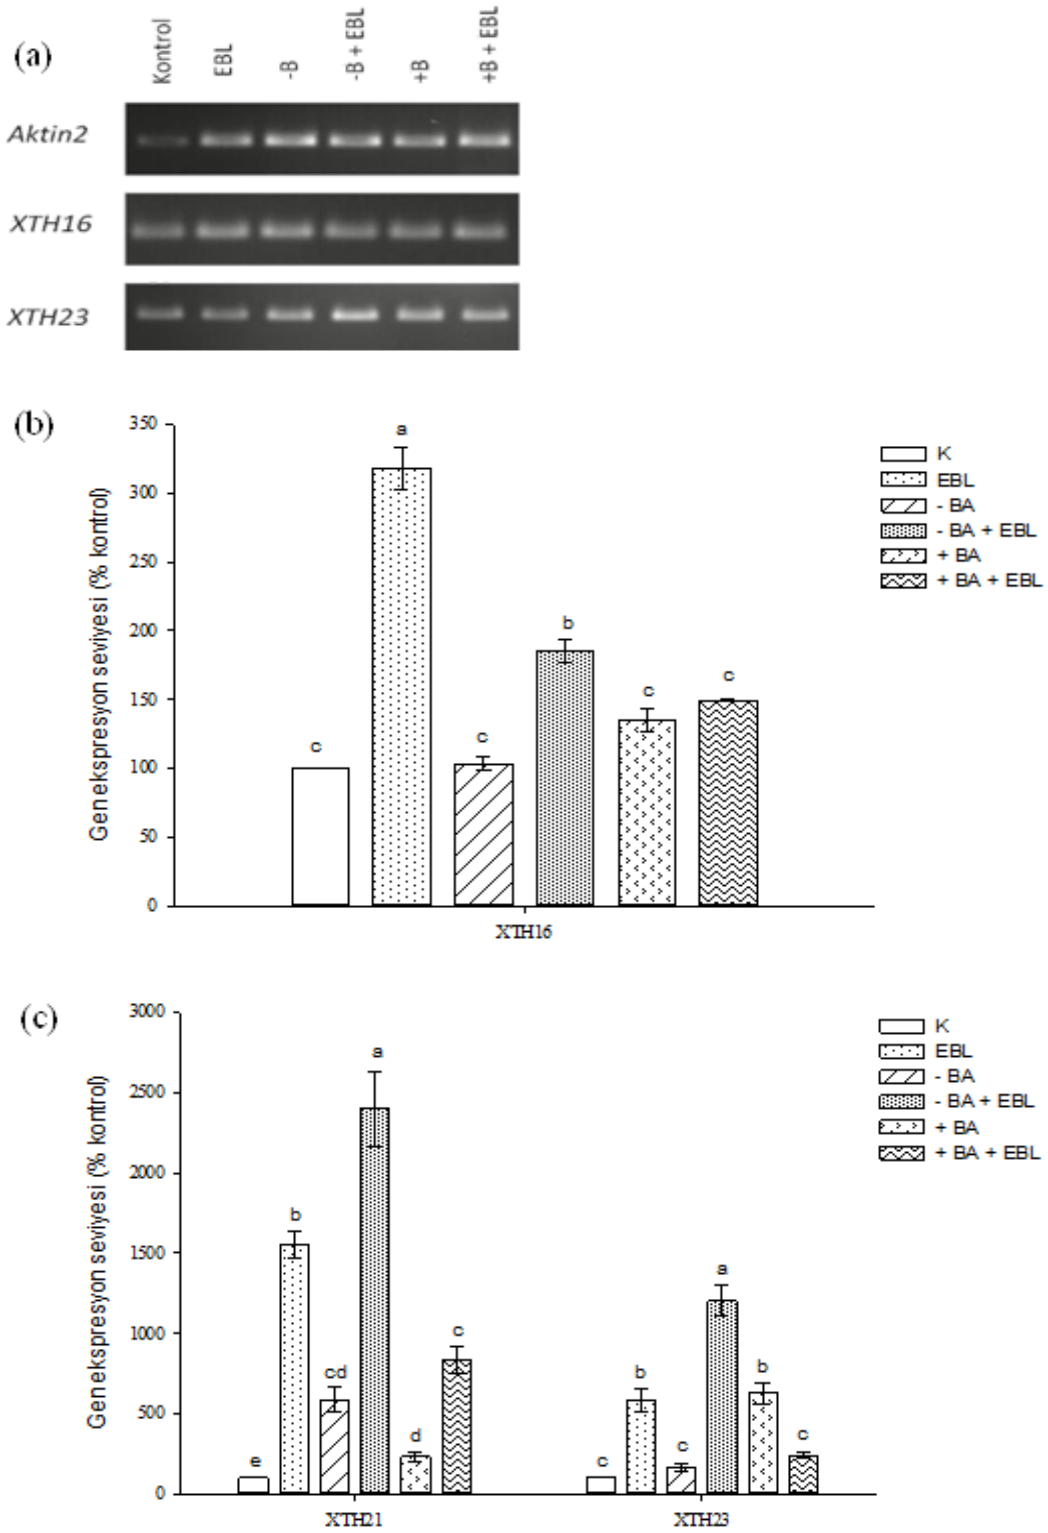 (a)
Kontrol
EBL
-B
-B + EBL
+B
+B + EBL
Aktin2
XTH16
XTH23
(b)
Genekspresyon seviyesi (% kontrol)
350
300
250
200
150
100
50
0
c
a
c
b
c
c
XTH16
K
EBL
- BA
- BA + EBL
+ BA
+ BA + EBL
(c)
Genekspresyon seviyesi (% kontrol)
3000
2500
2000
1500
1000
500
0
e
b
cd
a
d
c
c
b
c
a
b
c
XTH21
XTH23
K
EBL
- BA
- BA + EBL
+ BA
+ BA + EBL